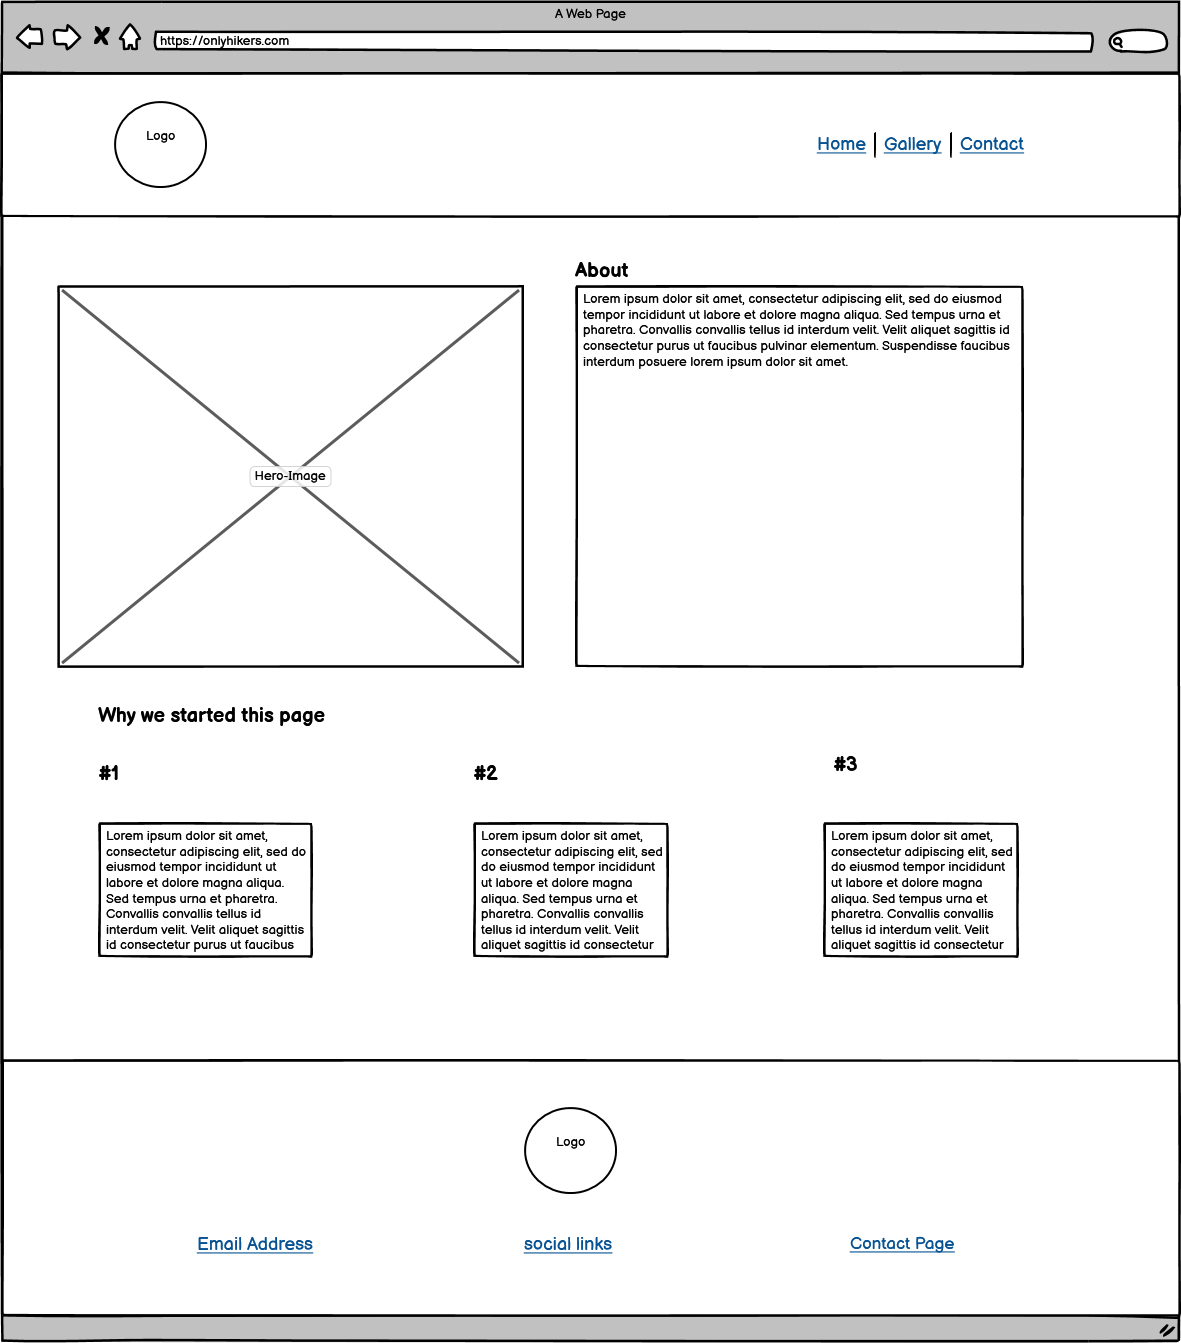 A Web Page
https://onlyhikers.com
Logo
Home
Gallery
Contact
About
Lorem ipsum dolor sit amet, consectetur adipiscing elit, sed do eiusmod
tempor incididunt ut labore et dolore magna aliqua. Sed tempus urna et
pharetra. Convallis convallis tellus id interdum velit. Velit aliquet sagittis id
consectetur purus ut faucibus pulvinar elementum. Suspendisse faucibus
interdum posuere lorem ipsum dolor sit amet.
Hero-Image
Why we started this page
#1
Lorem ipsum dolor sit amet,
consectetur adipiscing elit, sed do
eiusmod tempor incididunt ut
labore et dolore magna aliqua.
Sed tempus urna et pharetra.
Convallis convallis tellus id
interdum velit. Velit aliquet sagittis
id consectetur purus ut faucibus
#2
Lorem ipsum dolor sit amet,
consectetur adipiscing elit, sed
do eiusmod tempor incididunt
ut labore et dolore magna
aliqua. Sed tempus urna et
pharetra. Convallis convallis
tellus id interdum velit. Velit
aliquet sagittis id consectetur
#3
Lorem ipsum dolor sit amet,
consectetur adipiscing elit, sed
do eiusmod tempor incididunt
ut labore et dolore magna
aliqua. Sed tempus urna et
pharetra. Convallis convallis
tellus id interdum velit. Velit
aliquet sagittis id consectetur
Logo
Email Address
social links
Contact Page